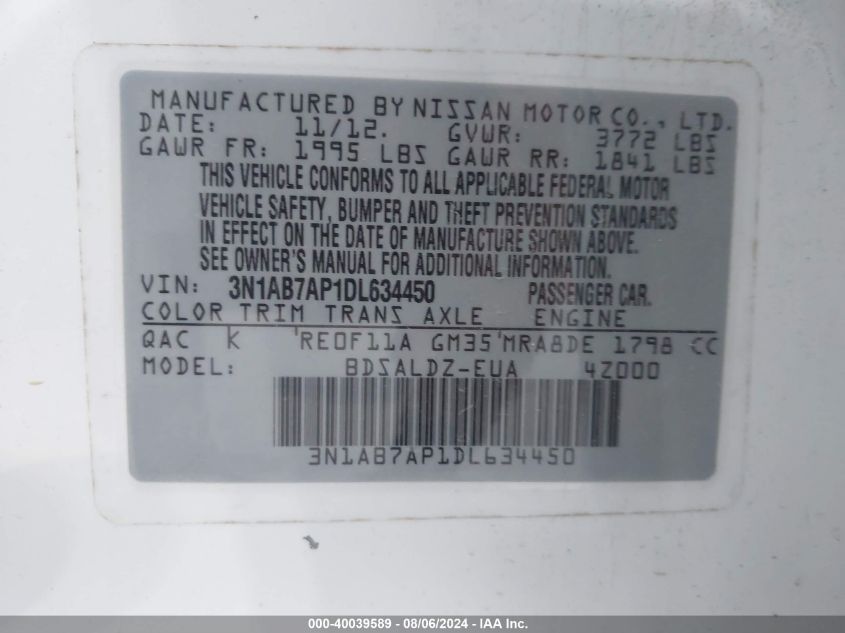 MANUFACTURED BY NISSAN MOTOR CO., LTD.
DATE: 11/12. GVWR: 3772 LBS
GAWR FR: 1995 LBS GAWR RR: 1841 LBS
THIS VEHICLE CONFORMS TO ALL APPLICABLE FEDERAL MOTOR
VEHICLE SAFETY, BUMPER AND THEFT PREVENTION STANDARDS
IN EFFECT ON THE DATE OF MANUFACTURE SHOWN ABOVE.
SEE OWNER'S MANUAL FOR ADDITIONAL INFORMATION.
VIN: 3N1AB7AP1DL634450 PASSENGER CAR.
COLOR TRIM TRANS AXLE ENGINE
QAC K 'RE0F11A GM35'MRA8DE 1798 CC
MODEL: BDSALDZ-EUA 4Z000
3N1AB7AP1DL634450
000-40039589 - 08/06/2024 - IAA Inc.